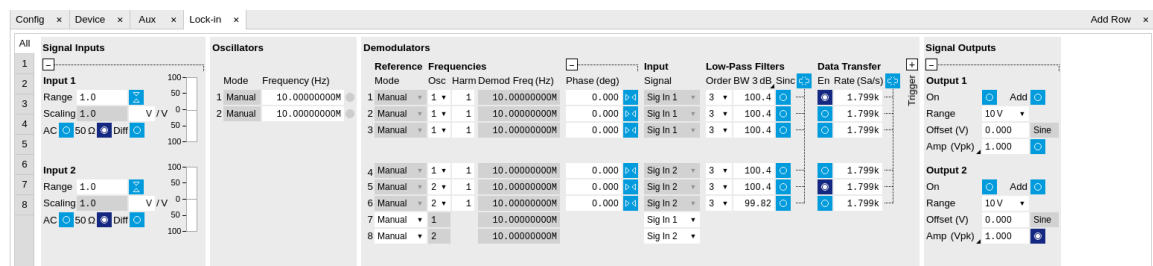 Config × Device × Aux × Lock-in × Add Row ×
All Signal Inputs Oscillators Demodulators Signal Outputs
1 Reference Frequencies Input Low-Pass Filters Data Transfer
2 Input 1 100 Mode Frequency (Hz) Mode Osc Harm Demod Freq (Hz) Phase (deg) Signal Order BW 3 dB Sinc En Rate (Sa/s) Trigger Output 1
3 Range 1.0 50 1 Manual 10.00000000M 1 Manual 1 1 10.00000000M 0.000 Sig In 1 3 100.4 1.799k On Add
Scaling 1.0 V / V 0 2 Manual 10.00000000M 2 Manual 1 1 10.00000000M 0.000 Sig In 1 3 100.4 1.799k Range 10 V
4 AC 50 Ω Diff 50 3 Manual 1 1 10.00000000M 0.000 Sig In 1 3 100.4 1.799k Offset (V) 0.000 Sine
5 100 Amp (Vpk) 1.000
6 Input 2 100 4 Manual 1 1 10.00000000M 0.000 Sig In 2 3 100.4 1.799k Output 2
7 Range 1.0 50 5 Manual 2 1 10.00000000M 0.000 Sig In 2 3 100.4 1.799k On Add
8 Scaling 1.0 V / V 0 6 Manual 2 1 10.00000000M 0.000 Sig In 2 3 99.82 1.799k Range 10 V
AC 50 Ω Diff 50 7 Manual 1 10.00000000M Sig In 1 Offset (V) 0.000 Sine
100 8 Manual 2 10.00000000M Sig In 2 Amp (Vpk) 1.000